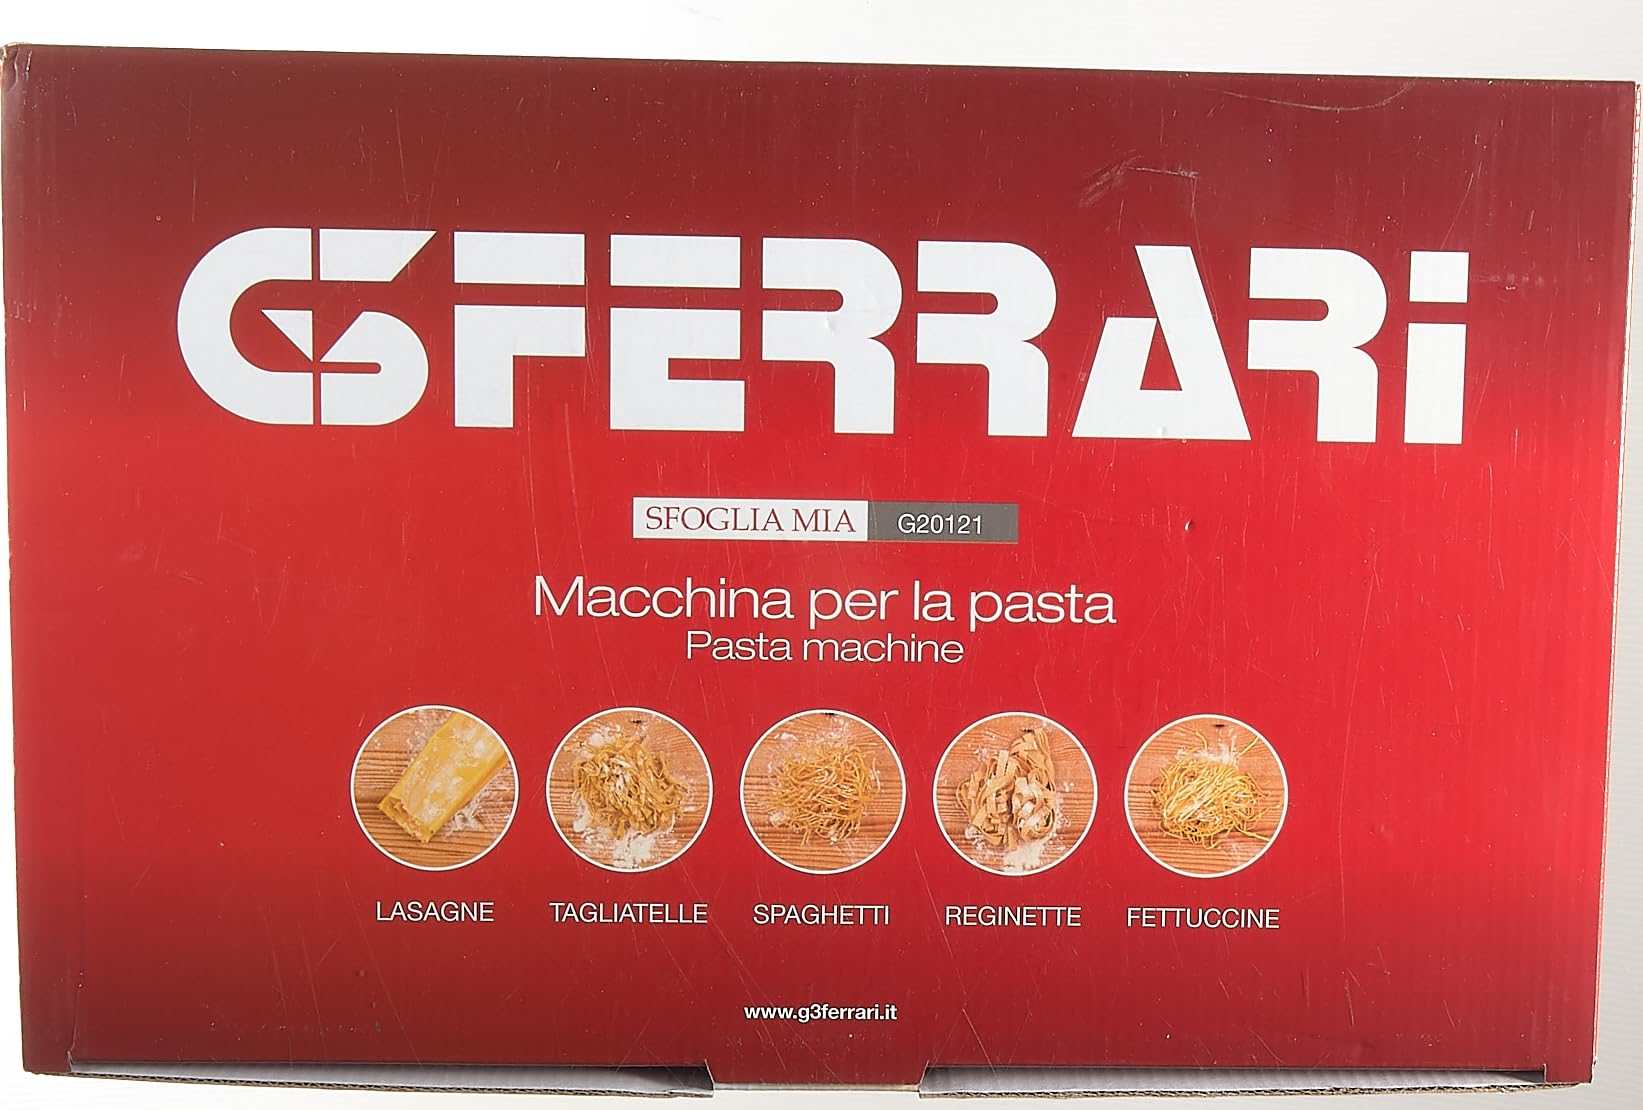 G3FERRARi
SFOGLIA MIA G20121
Macchina per la pasta
Pasta machine
LASAGNE TAGLIATELLE SPAGHETTI REGINETTE FETTUCCINE
www.g3ferrari.it